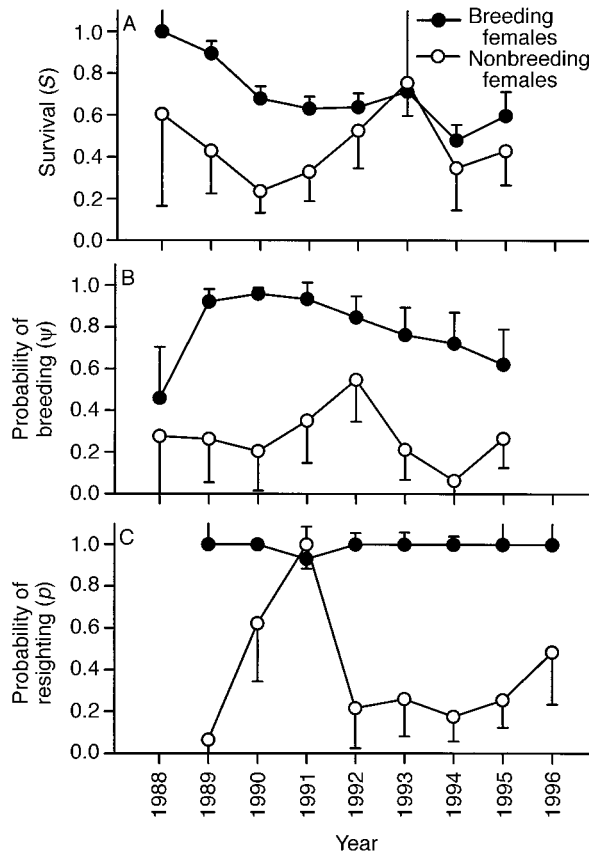 A
Breeding
females
Nonbreeding
females
Survival (S)
1.0
0.8
0.6
0.4
0.2
0.0
B
Probability of
breeding (ψ)
1.0
0.8
0.6
0.4
0.2
0.0
C
Probability of
resighting (p)
1.0
0.8
0.6
0.4
0.2
0.0
1988
1989
1990
1991
1992
1993
1994
1995
1996
Year